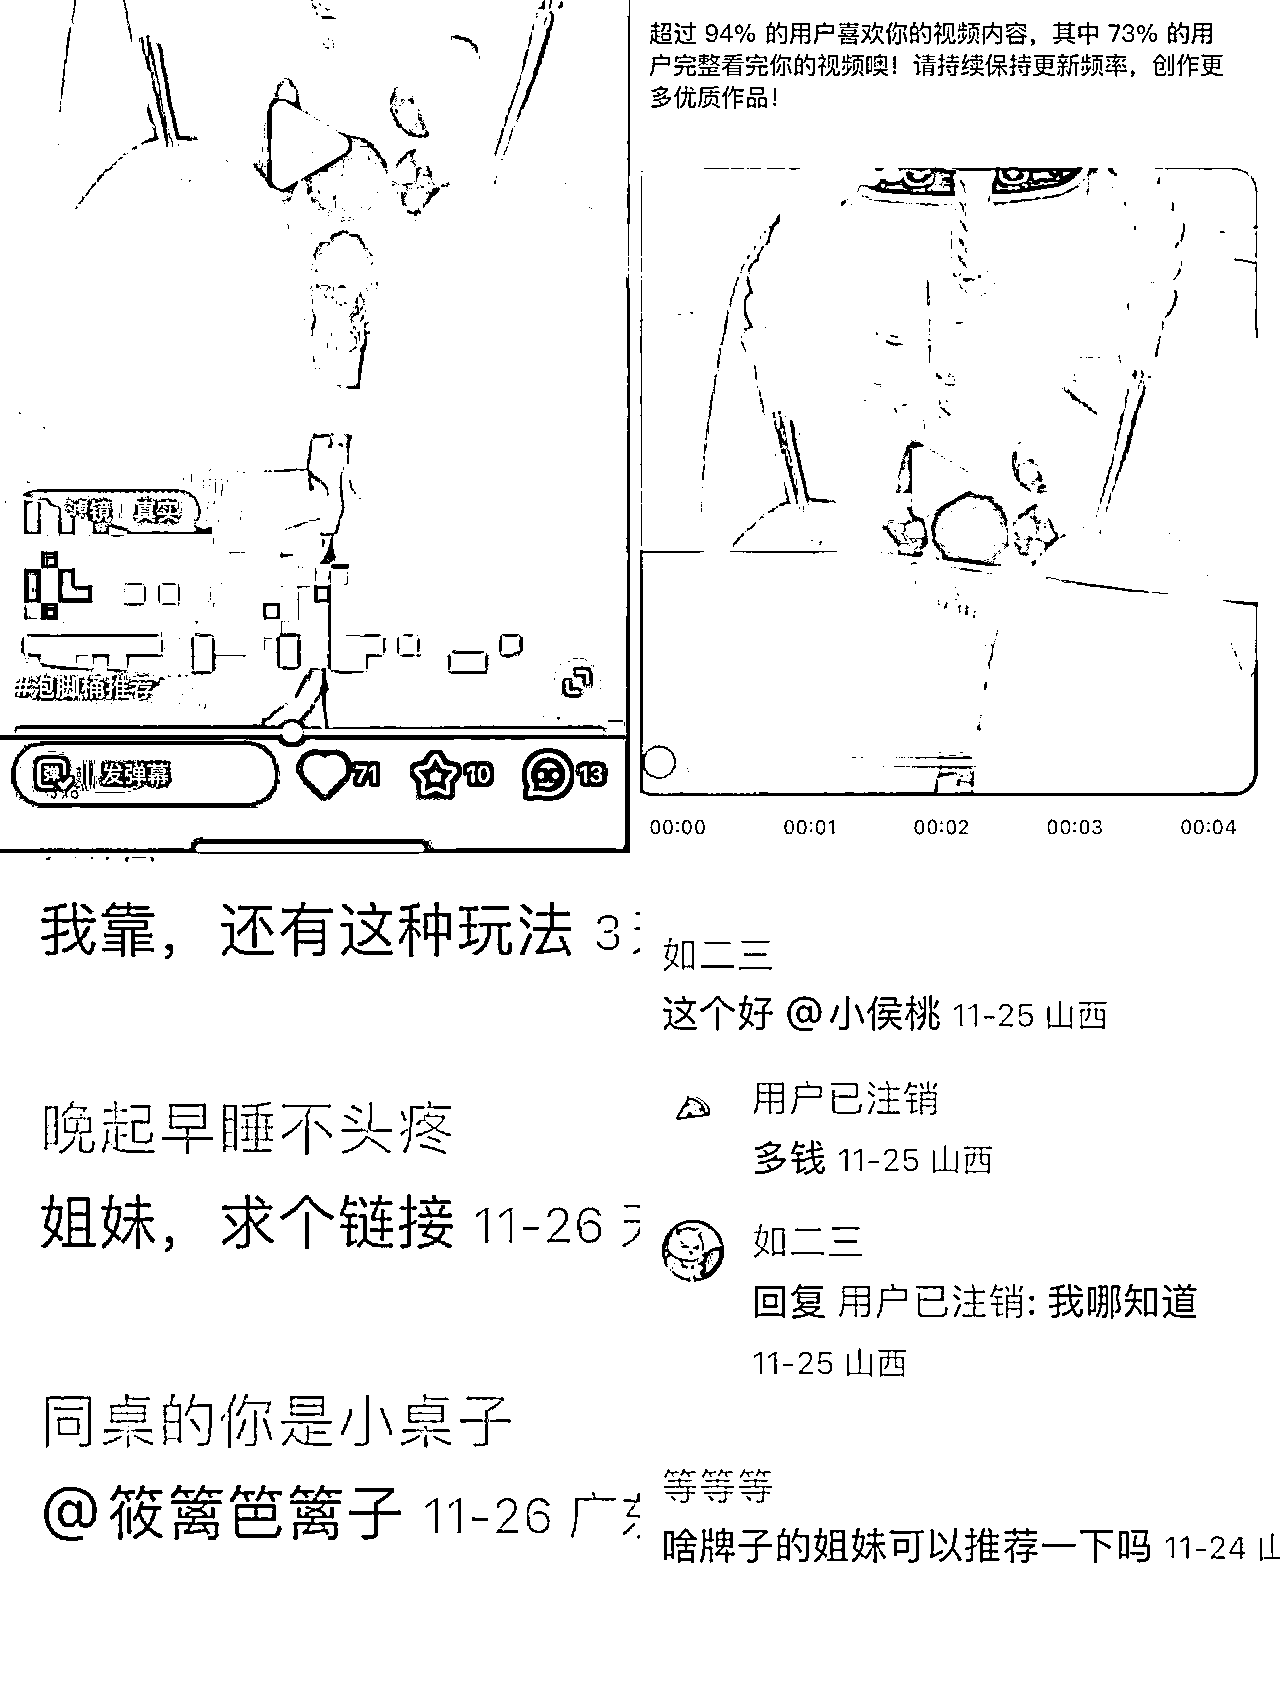 真实
#泡脚桶推荐
弹 发弹幕 71 10 13
超过 94% 的用户喜欢你的视频内容，其中 73% 的用
户完整看完你的视频噢！请持续保持更新频率，创作更
多优质作品！
00:00 00:01 00:02 00:03 00:04
我靠，还有这种玩法 3
晚起早睡不头疼
姐妹，求个链接 11-26
同桌的你是小桌子
@筱篱笆篱子 11-26 广
如二三
这个好 @小侯桃 11-25 山西
用户已注销
多钱 11-25 山西
如二三
回复 用户已注销: 我哪知道
11-25 山西
等等等
啥牌子的姐妹可以推荐一下吗 11-24 山